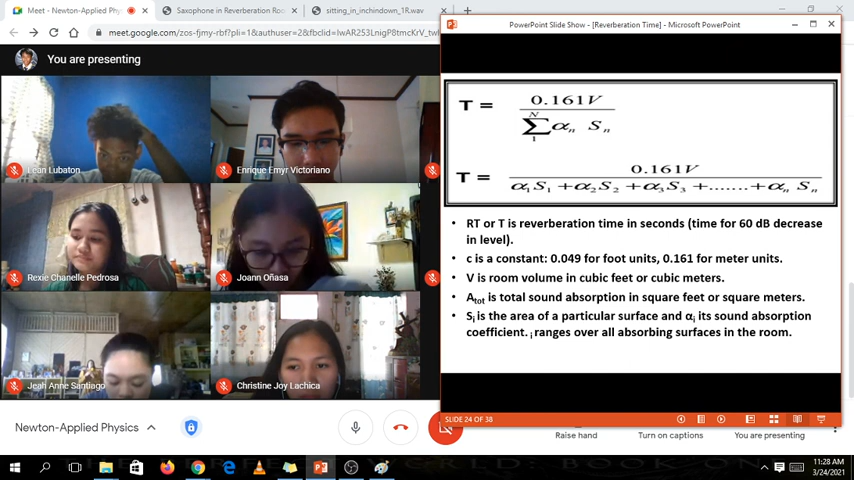 Meet - Newton-Applied Physics
Saxophone in Reverberation Roo
sitting_in_inchindown_1R.wav
meet.google.com/zos-fjmy-rbf?pli=1&authuser=2&fbclid=IwAR253LnigP8tmcKrV_twl
You are presenting
Lean Lubaton
Enrique Emyr Victoriano
Rexie Chanelle Pedrosa
Joann Oñasa
Jeah Anne Santiago
Christine Joy Lachica
Newton-Applied Physics
PowerPoint Slide Show - [Reverberation Time] - Microsoft PowerPoint
T = 0.161V / N ∑ 1 αₙ Sₙ
T = 0.161V / α₁S₁ +α₂S₂ +α₃S₃ +.......+αₙ Sₙ
• RT or T is reverberation time in seconds (time for 60 dB decrease
in level).
• c is a constant: 0.049 for foot units, 0.161 for meter units.
• V is room volume in cubic feet or cubic meters.
• Atot is total sound absorption in square feet or square meters.
• Si is the area of a particular surface and αi its sound absorption
coefficient. i ranges over all absorbing surfaces in the room.
SLIDE 24 OF 38
Raise hand
Turn on captions
You are presenting
11:28 AM
3/24/2021